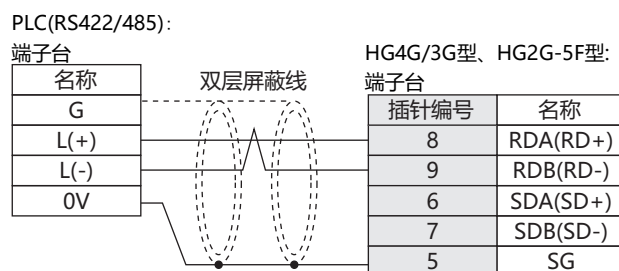 PLC(RS422/485):
端子台
名称
G
L(+)
L(-)
0V
双层屏蔽线
HG4G/3G型、HG2G-5F型:
端子台
插针编号 名称
8 RDA(RD+)
9 RDB(RD-)
6 SDA(SD+)
7 SDB(SD-)
5 SG